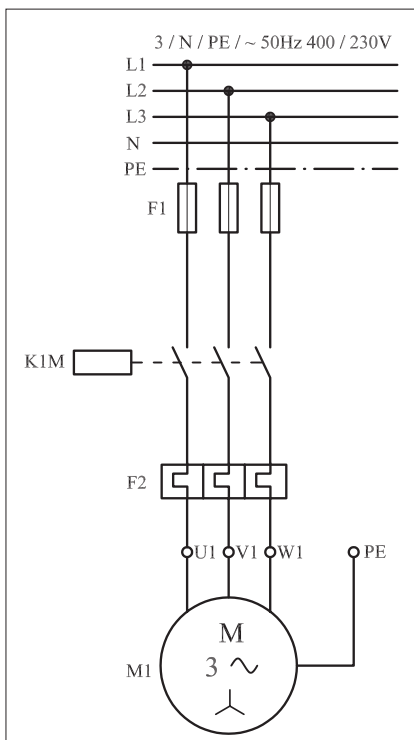 3 / N / PE / ~ 50Hz 400 / 230V
L1
L2
L3
N
PE
F1
K1M
F2
U1 V1 W1 PE
M
M1 3 ~